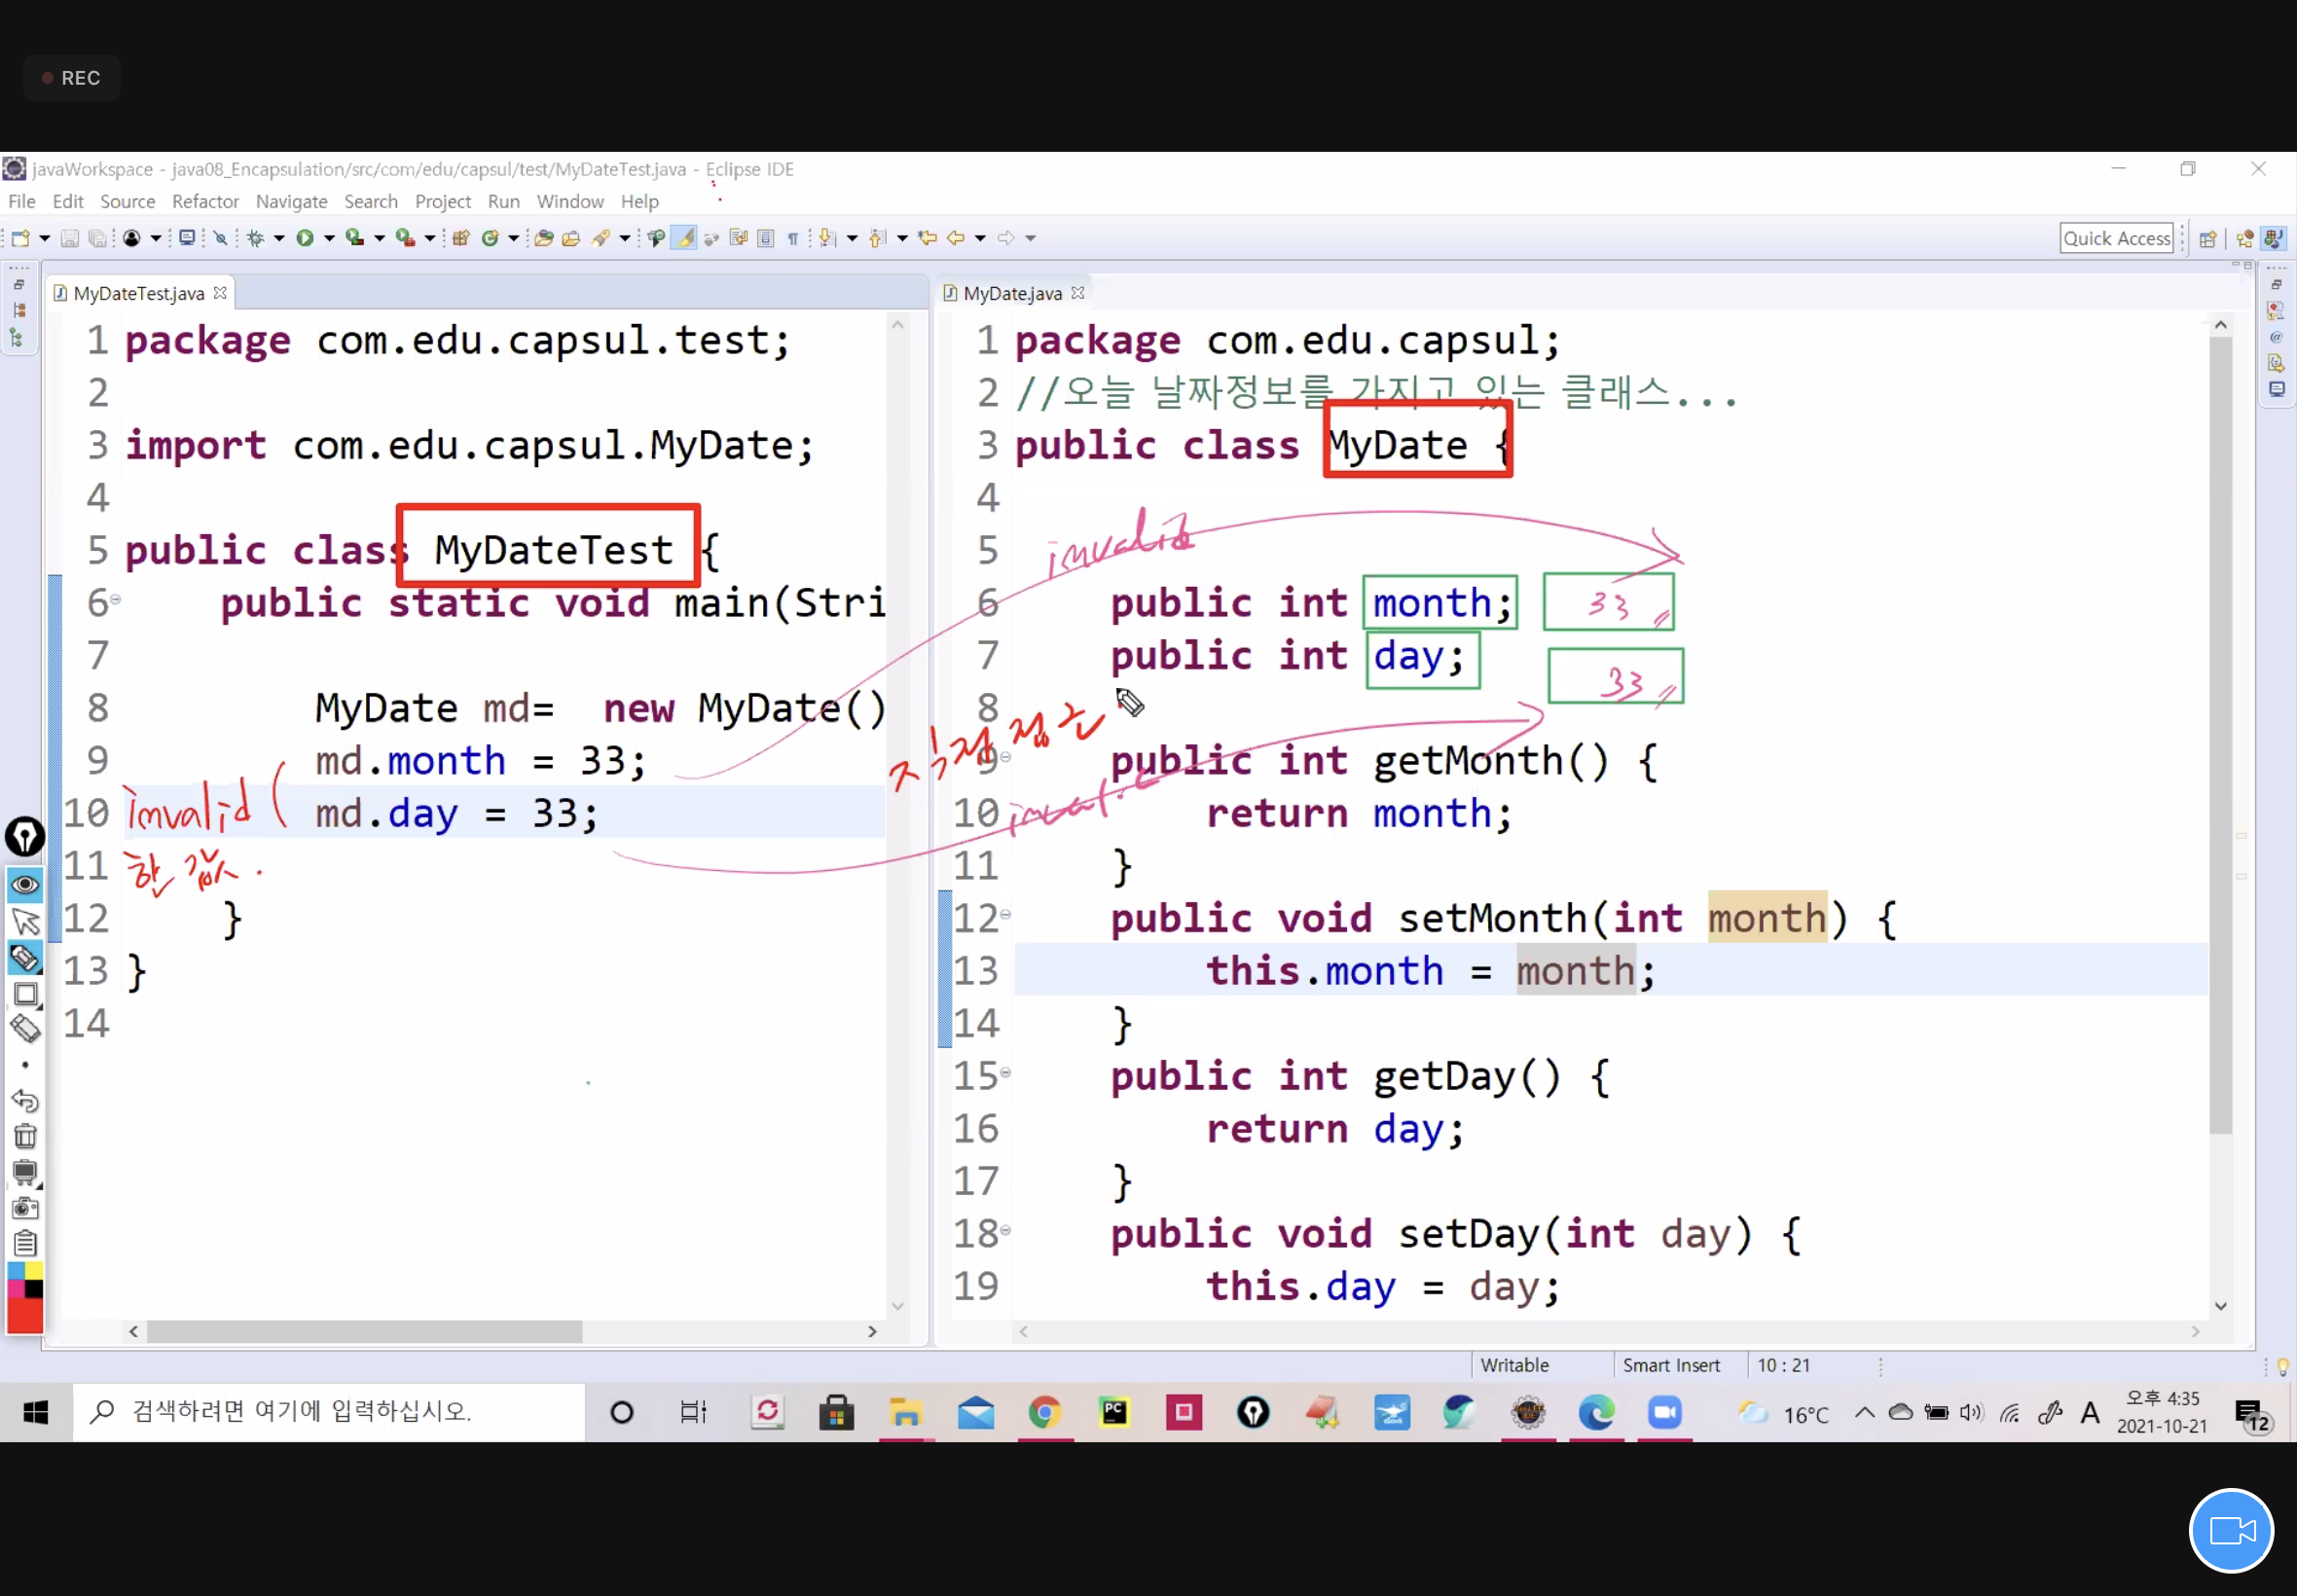 REC
javaWorkspace - java08_Encapsulation/src/com/edu/capsul/test/MyDateTest.java - Eclipse IDE
File Edit Source Refactor Navigate Search Project Run Window Help
Quick Access
MyDateTest.java
1 package com.edu.capsul.test;
2
3 import com.edu.capsul.MyDate;
4
5 public class MyDateTest {
6 public static void main(Stri
7
8 MyDate md= new MyDate()
9 md.month = 33;
10 md.day = 33;
11
12 }
13 }
14
invalid (
한 값.
MyDate.java
1 package com.edu.capsul;
2 //오늘 날짜정보를 가지고 있는 클래스...
3 public class MyDate {
4
5
6 public int month;
7 public int day;
8
9 public int getMonth() {
10 return month;
11 }
12 public void setMonth(int month) {
13 this.month = month;
14 }
15 public int getDay() {
16 return day;
17 }
18 public void setDay(int day) {
19 this.day = day;
invalid
33
33
invalid
Writable Smart Insert 10 : 21
검색하려면 여기에 입력하십시오.
PC
16°C
A
오후 4:35
2021-10-21
12